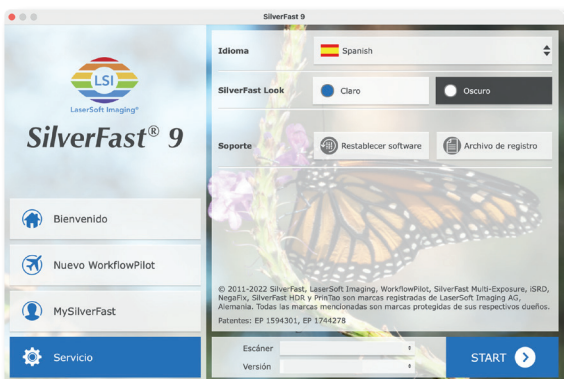 SilverFast 9
LSI
LaserSoft Imaging®
SilverFast® 9
Bienvenido
Nuevo WorkflowPilot
MySilverFast
Servicio
Idioma
Spanish
SilverFast Look
Claro
Oscuro
Soporte
Restablecer software
Archivo de registro
© 2011-2022 SilverFast, LaserSoft Imaging, WorkflowPilot, SilverFast Multi-Exposure, iSRD,
NegaFix, SilverFast HDR y PrinTao son marcas registradas de LaserSoft Imaging AG,
Alemania. Todas las marcas mencionadas son marcas protegidas de sus respectivos dueños.
Patentes: EP 1594301, EP 1744278
Escáner
Versión
START